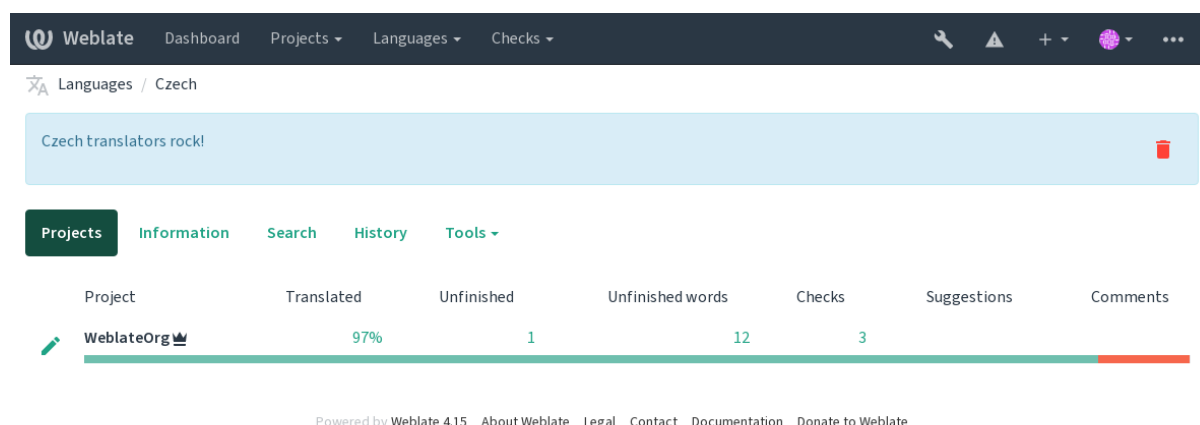 Weblate Dashboard Projects Languages Checks
Languages / Czech
Czech translators rock!
Projects Information Search History Tools
Project Translated Unfinished Unfinished words Checks Suggestions Comments
WeblateOrg 97% 1 12 3
Powered by Weblate 4.15 About Weblate Legal Contact Documentation Donate to Weblate